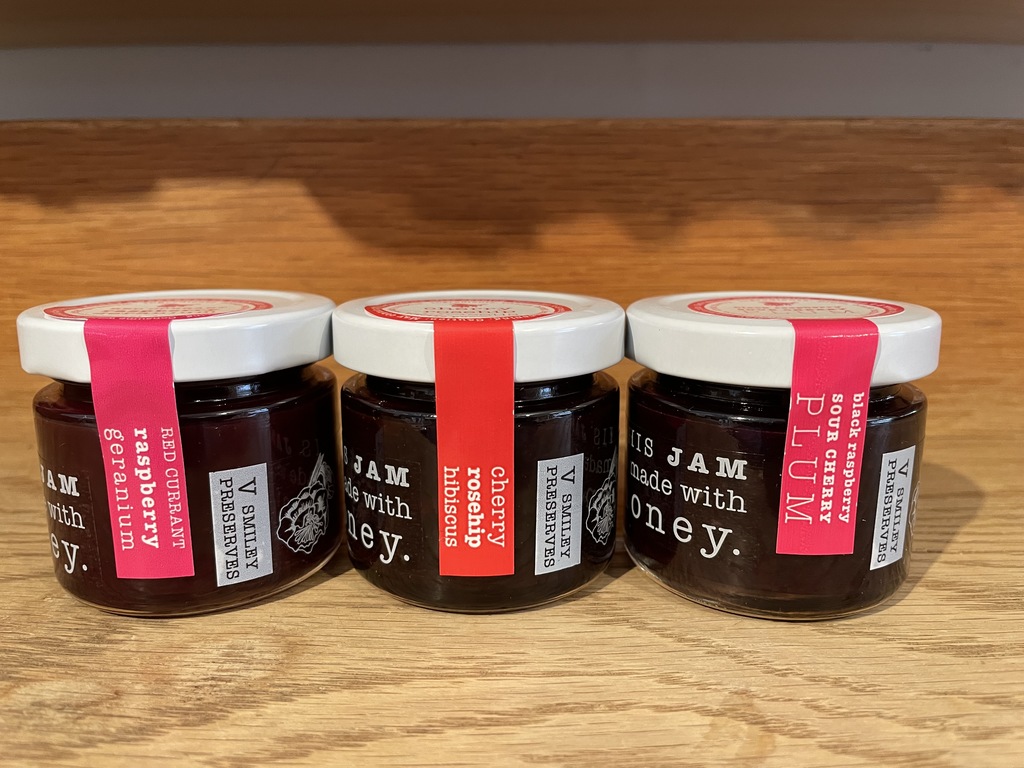 RED CURRANT
raspberry
geranium
JAM
with
ey.
V SMILEY
PRESERVES
cherry
rosehip
hibiscus
JAM
de with
ney.
V SMILEY
PRESERVES
black raspberry
SOUR CHERRY
PLUM
IS JAM
made with
oney.
V SMILEY
PRESERVES